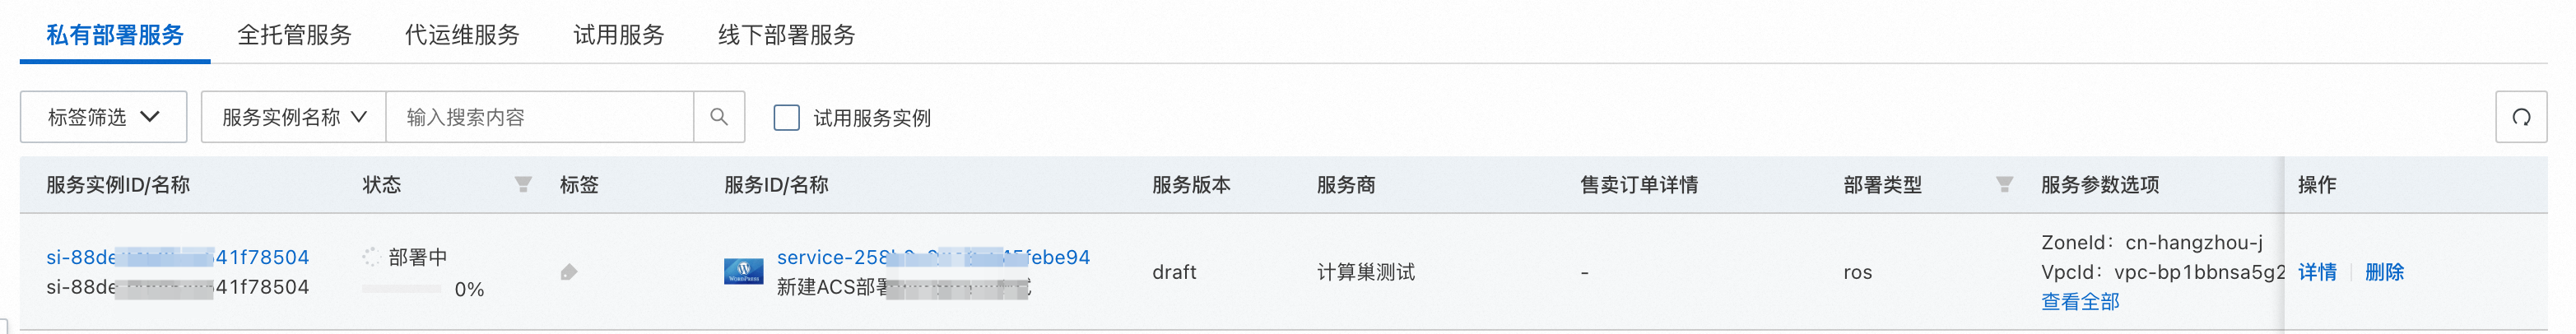 私有部署服务 全托管服务 代运维服务 试用服务 线下部署服务
标签筛选 服务实例名称 输入搜索内容 试用服务实例
服务实例ID/名称 状态 标签 服务ID/名称 服务版本 服务商 售卖订单详情 部署类型 服务参数选项 操作
si-88de 41f78504
si-88de 41f78504
部署中
0%
WORDPRESS
service-258 febe94
新建ACS部署
draft
计算巢测试
-
ros
ZoneId：cn-hangzhou-j
VpcId：vpc-bp1bbnsa5g2
查看全部
详情 删除